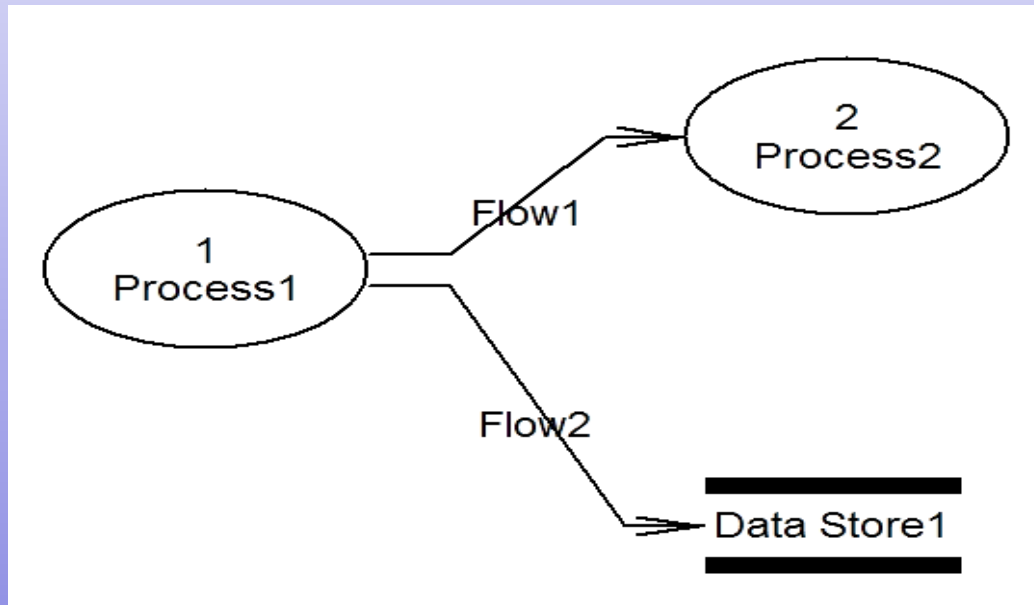 1
Process1
Flow1
2
Process2
Flow2
Data Store1